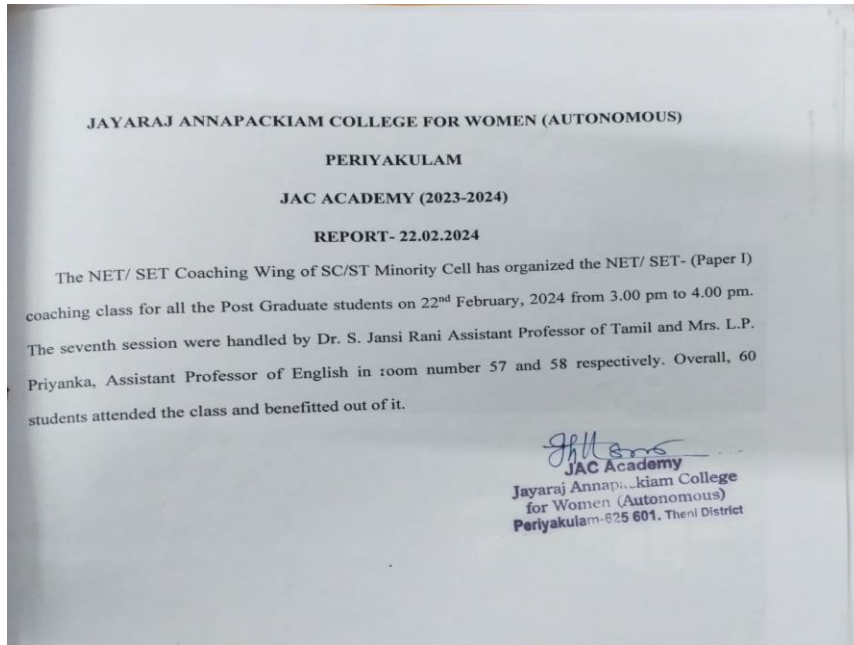 JAYARAJ ANNAPACKIAM COLLEGE FOR WOMEN (AUTONOMOUS)
PERIYAKULAM
JAC ACADEMY (2023-2024)
REPORT- 22.02.2024
The NET/ SET Coaching Wing of SC/ST Minority Cell has organized the NET/ SET- (Paper I)
coaching class for all the Post Graduate students on 22nd February, 2024 from 3.00 pm to 4.00 pm.
The seventh session were handled by Dr. S. Jansi Rani Assistant Professor of Tamil and Mrs. L.P.
Priyanka, Assistant Professor of English in room number 57 and 58 respectively. Overall, 60
students attended the class and benefitted out of it.
JAC Academy
Jayaraj Annapackiam College
for Women (Autonomous)
Periyakulam-625 601. Theni District